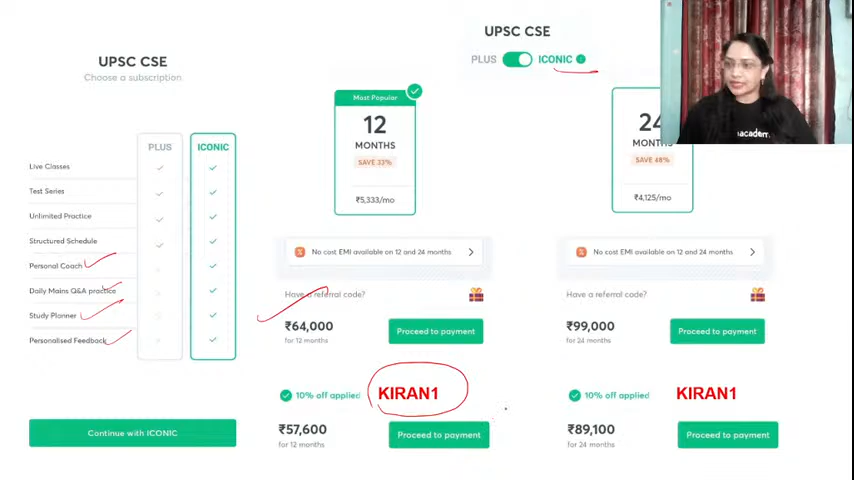 UPSC CSE
Choose a subscription
PLUS
ICONIC
Live Classes
Test Series
Unlimited Practice
Structured Schedule
Personal Coach
Daily Mains Q&A practice
Study Planner
Personalised Feedback
Continue with ICONIC
UPSC CSE
PLUS
ICONIC
Most Popular
12
MONTHS
SAVE 33%
₹5,333/mo
No cost EMI available on 12 and 24 months
Have a referral code?
₹64,000
for 12 months
Proceed to payment
10% off applied
KIRAN1
₹57,600
for 12 months
Proceed to payment
24
MONTHS
SAVE 48%
₹4,125/mo
No cost EMI available on 12 and 24 months
Have a referral code?
₹99,000
for 24 months
Proceed to payment
10% off applied
KIRAN1
₹89,100
for 24 months
Proceed to payment